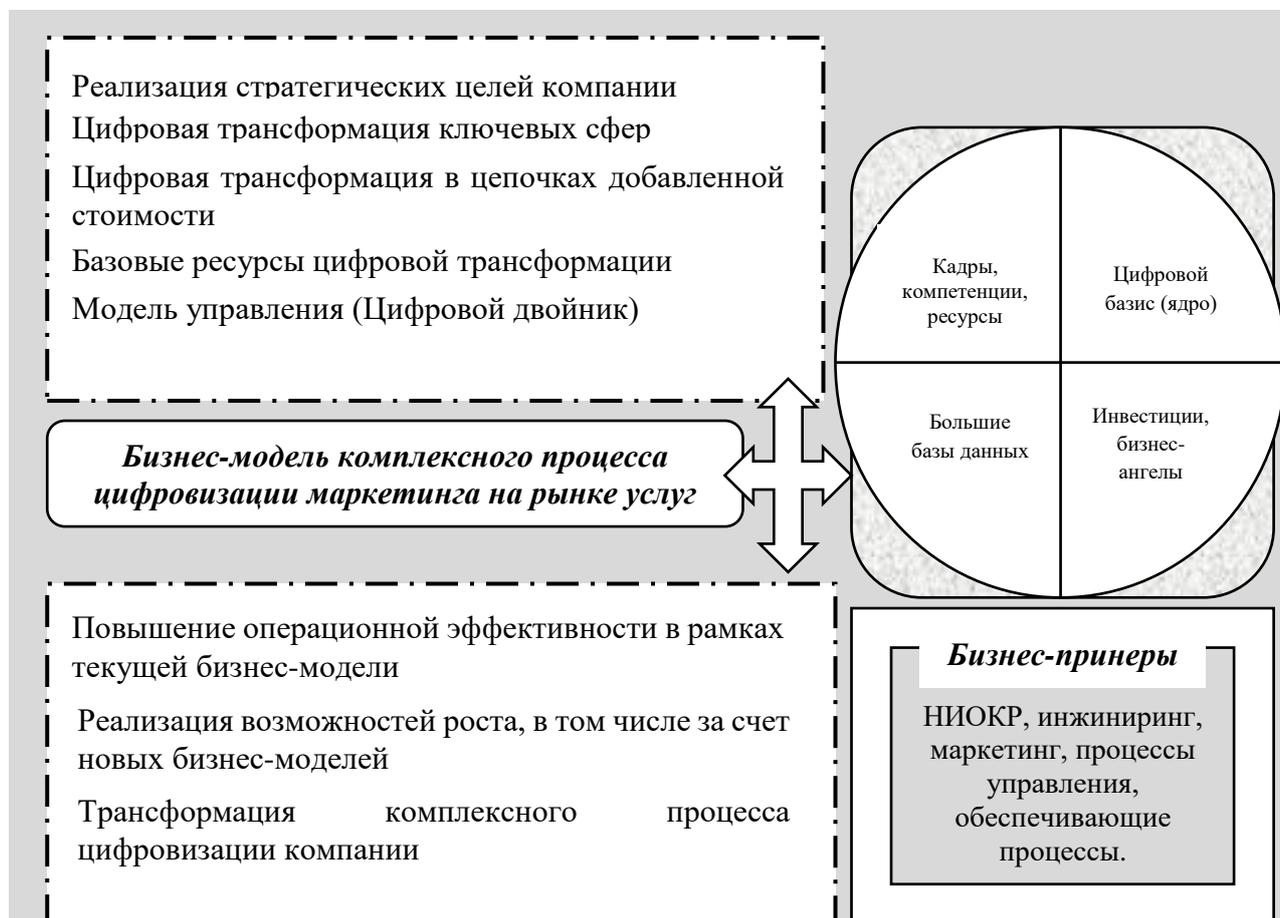 Реализация стратегических целей компании
Цифровая трансформация ключевых сфер
Цифровая трансформация в цепочках добавленной
стоимости
Базовые ресурсы цифровой трансформации
Модель управления (Цифровой двойник)
Кадры,
компетенции,
ресурсы
Цифровой
базис (ядро)
Большие
базы данных
Инвестиции,
бизнес-
ангелы
Бизнес-модель комплексного процесса
цифровизации маркетинга на рынке услуг
Повышение операционной эффективности в рамках
текущей бизнес-модели
Реализация возможностей роста, в том числе за счет
новых бизнес-моделей
Трансформация комплексного процесса
цифровизации компании
Бизнес-принеры
НИОКР, инжиниринг,
маркетинг, процессы
управления,
обеспечивающие
процессы.